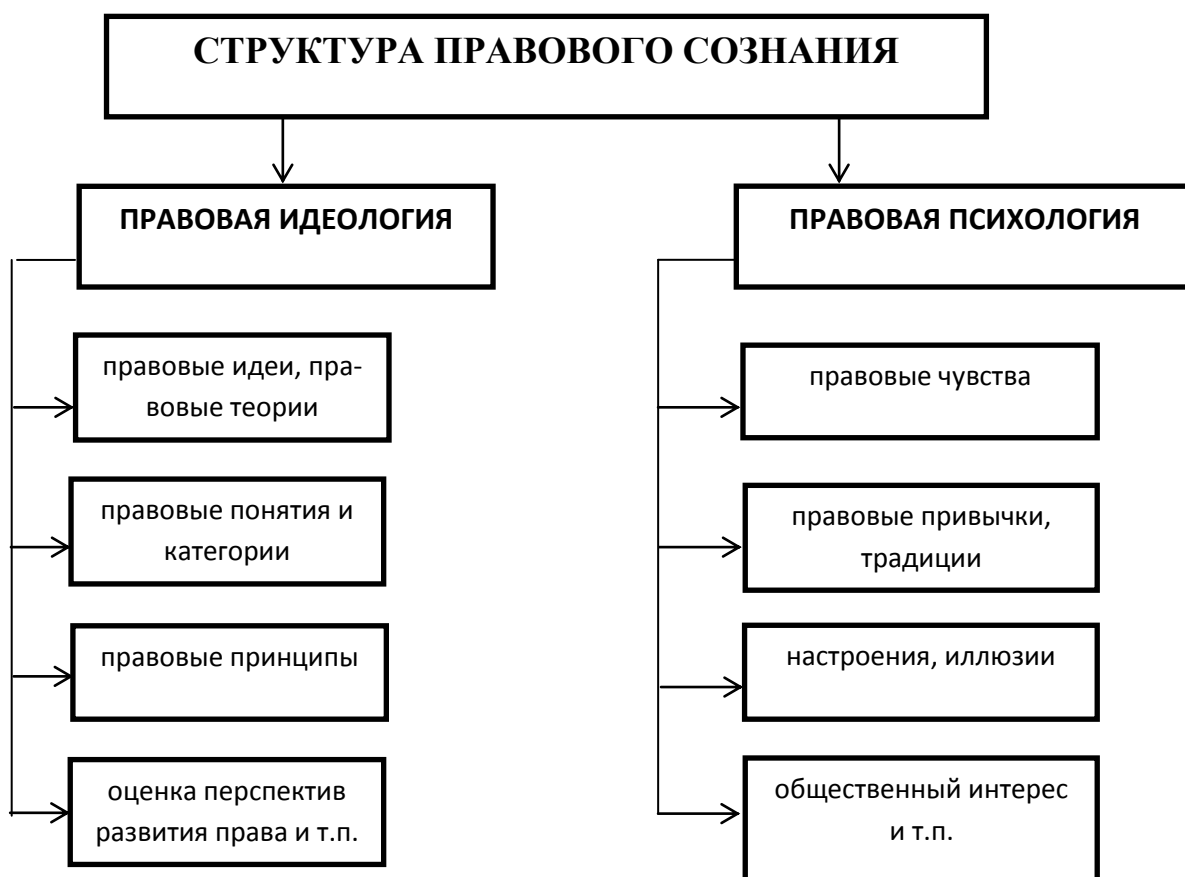 СТРУКТУРА ПРАВОВОГО СОЗНАНИЯ
ПРАВОВАЯ ИДЕОЛОГИЯ
правовые идеи, пра-
вовые теории
правовые понятия и
категории
правовые принципы
оценка перспектив
развития права и т.п.
ПРАВОВАЯ ПСИХОЛОГИЯ
правовые чувства
правовые привычки,
традиции
настроения, иллюзии
общественный интерес
и т.п.